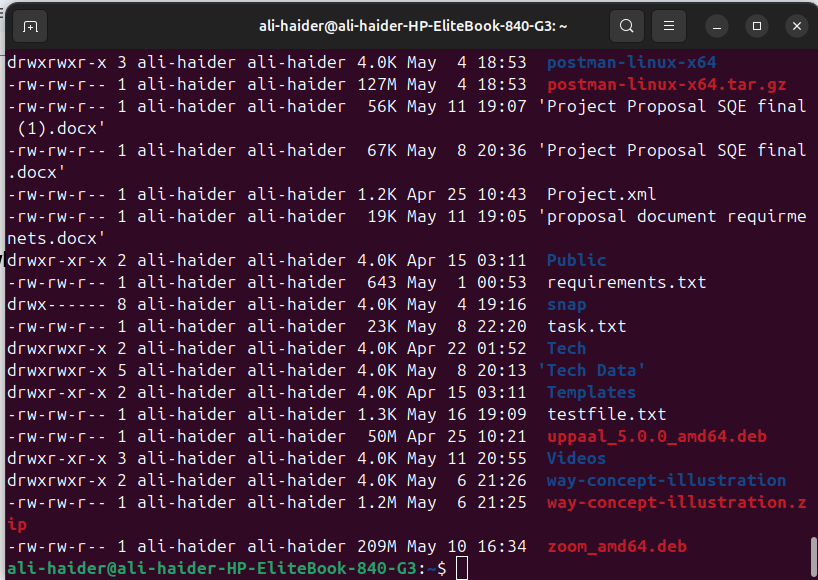 ali-haider@ali-haider-HP-EliteBook-840-G3: ~
drwxrwxr-x 3 ali-haider ali-haider 4.0K May  4 18:53  postman-linux-x64
-rw-rw-r-- 1 ali-haider ali-haider 127M May  4 18:53  postman-linux-x64.tar.gz
-rw-rw-r-- 1 ali-haider ali-haider  56K May 11 19:07 'Project Proposal SQE final
 (1).docx'
-rw-rw-r-- 1 ali-haider ali-haider  67K May  8 20:36 'Project Proposal SQE final
.docx'
-rw-rw-r-- 1 ali-haider ali-haider 1.2K Apr 25 10:43  Project.xml
-rw-rw-r-- 1 ali-haider ali-haider  19K May 11 19:05 'proposal document requirme
nets.docx'
drwxr-xr-x 2 ali-haider ali-haider 4.0K Apr 15 03:11  Public
-rw-rw-r-- 1 ali-haider ali-haider  643 May  1 00:53  requirements.txt
drwx------ 8 ali-haider ali-haider 4.0K May  4 19:16  snap
-rw-rw-r-- 1 ali-haider ali-haider  23K May  8 22:20  task.txt
drwxrwxr-x 2 ali-haider ali-haider 4.0K Apr 22 01:52  Tech
drwxrwxr-x 5 ali-haider ali-haider 4.0K May  8 20:13 'Tech Data'
drwxr-xr-x 2 ali-haider ali-haider 4.0K Apr 15 03:11  Templates
-rw-rw-r-- 1 ali-haider ali-haider 1.3K May 16 19:09  testfile.txt
-rw-rw-r-- 1 ali-haider ali-haider  50M Apr 25 10:21  uppaal_5.0.0_amd64.deb
drwxr-xr-x 3 ali-haider ali-haider 4.0K May 11 20:55  Videos
drwxrwxr-x 2 ali-haider ali-haider 4.0K May  6 21:26  way-concept-illustration
-rw-rw-r-- 1 ali-haider ali-haider 1.2M May  6 21:25  way-concept-illustration.z
ip
-rw-rw-r-- 1 ali-haider ali-haider 209M May 10 16:34  zoom_amd64.deb
ali-haider@ali-haider-HP-EliteBook-840-G3:~$